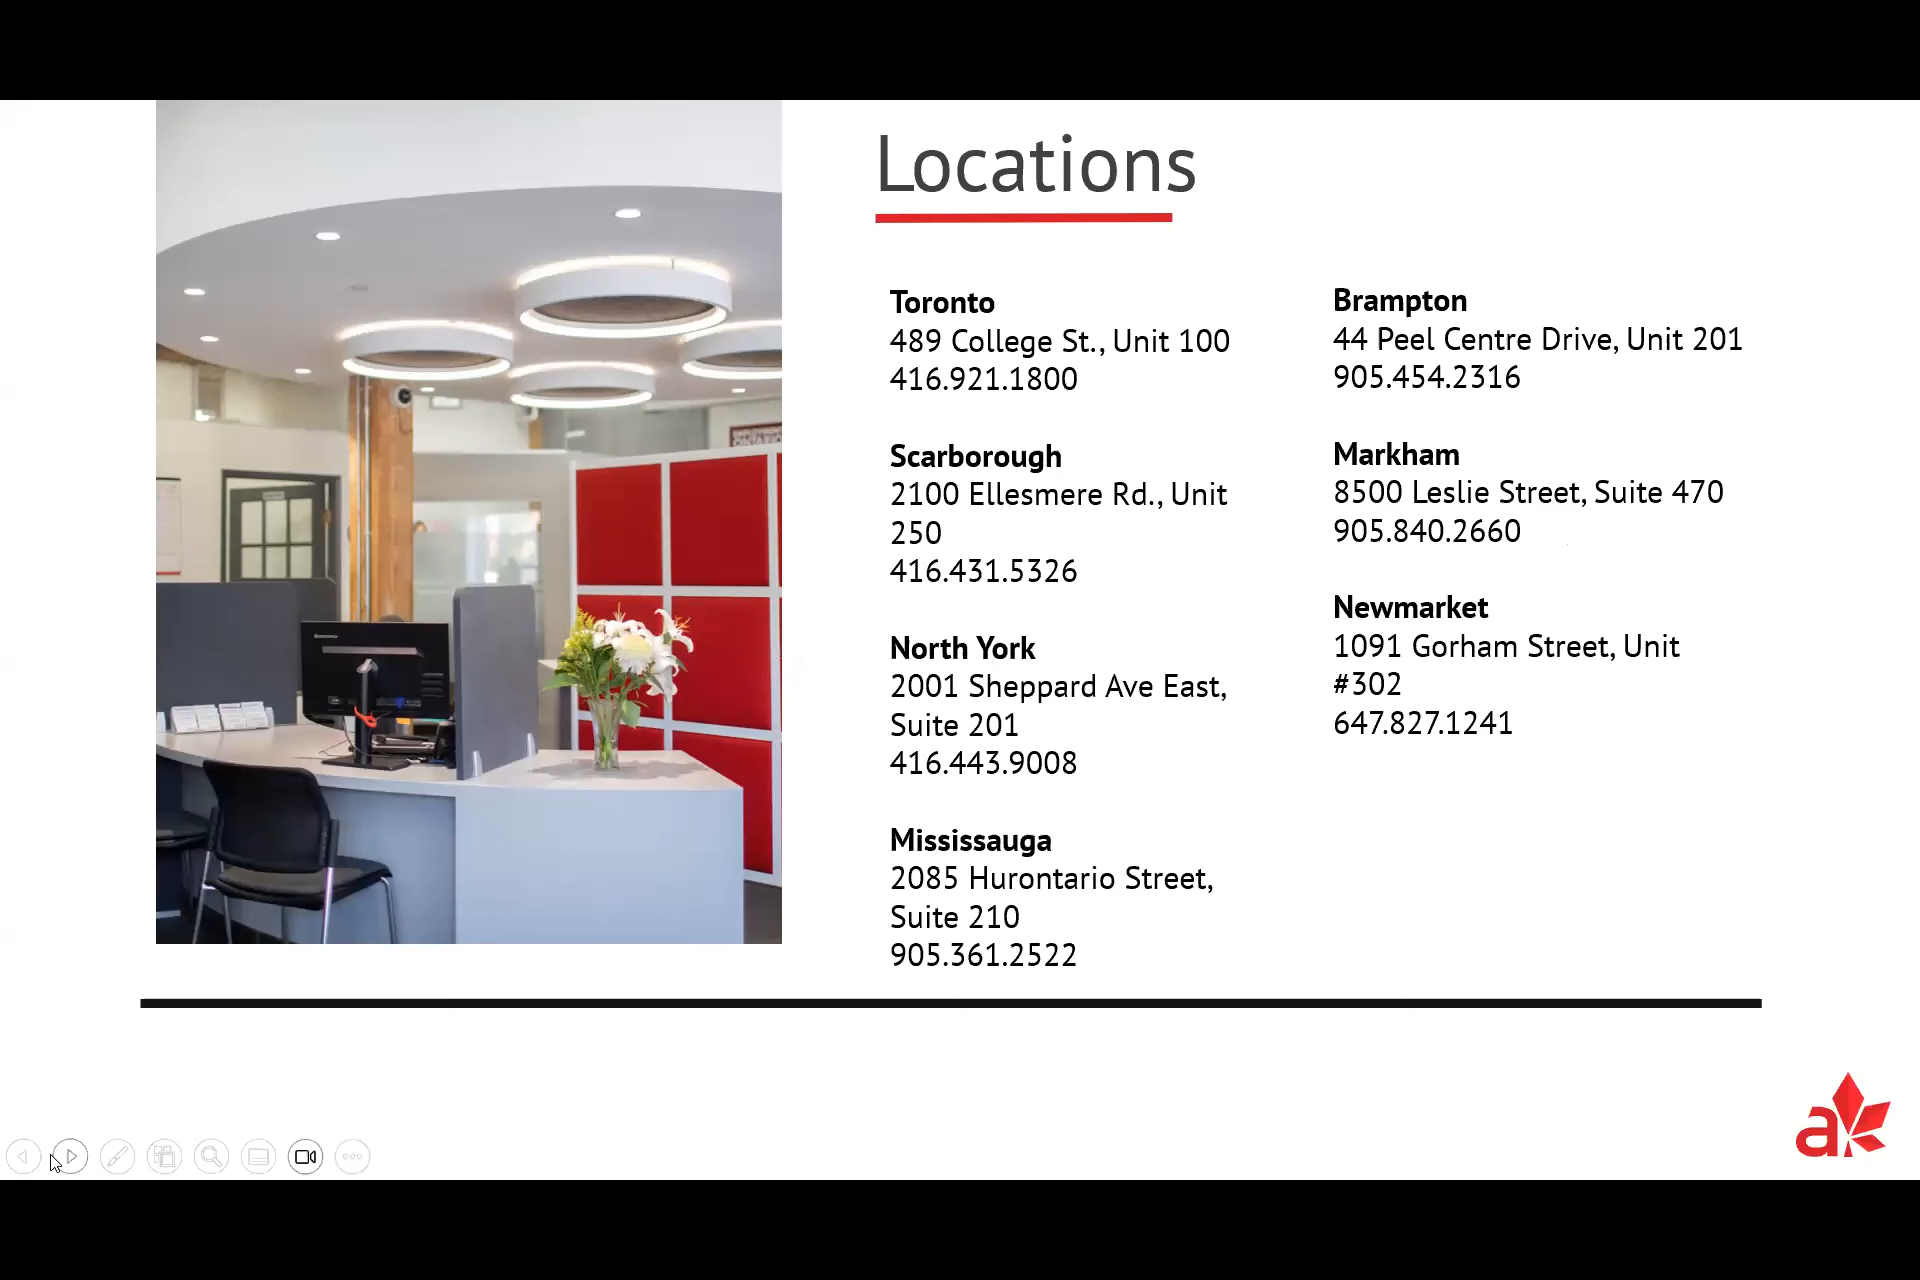 Locations
Toronto
489 College St., Unit 100
416.921.1800
Scarborough
2100 Ellesmere Rd., Unit
250
416.431.5326
North York
2001 Sheppard Ave East,
Suite 201
416.443.9008
Mississauga
2085 Hurontario Street,
Suite 210
905.361.2522
Brampton
44 Peel Centre Drive, Unit 201
905.454.2316
Markham
8500 Leslie Street, Suite 470
905.840.2660
Newmarket
1091 Gorham Street, Unit
#302
647.827.1241
a